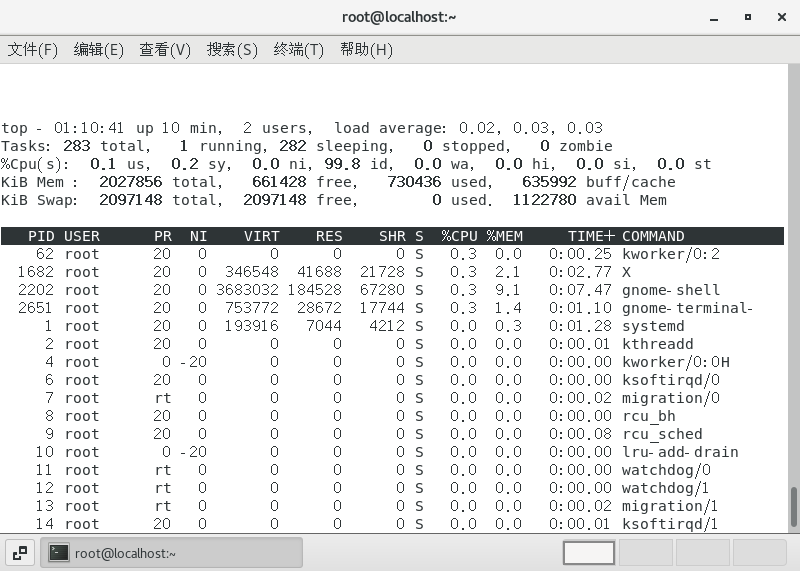 root@localhost:~
文件(F) 编辑(E) 查看(V) 搜索(S) 终端(T) 帮助(H)
top - 01:10:41 up 10 min,  2 users,  load average: 0.02, 0.03, 0.03
Tasks: 283 total,   1 running, 282 sleeping,   0 stopped,   0 zombie
%Cpu(s):  0.1 us,  0.2 sy,  0.0 ni, 99.8 id,  0.0 wa,  0.0 hi,  0.0 si,  0.0 st
KiB Mem :  2027856 total,   661428 free,   730436 used,   635992 buff/cache
KiB Swap:  2097148 total,  2097148 free,        0 used.  1122780 avail Mem
PID USER PR NI VIRT RES SHR S %CPU %MEM TIME+ COMMAND
62 root 20 0 0 0 0 S 0.3 0.0 0:00.25 kworker/0:2
1682 root 20 0 346548 41688 21728 S 0.3 2.1 0:02.77 X
2202 root 20 0 3683032 184528 67280 S 0.3 9.1 0:07.47 gnome-shell
2651 root 20 0 753772 28672 17744 S 0.3 1.4 0:01.10 gnome-terminal-
1 root 20 0 193916 7044 4212 S 0.0 0.3 0:01.28 systemd
2 root 20 0 0 0 0 S 0.0 0.0 0:00.01 kthreadd
4 root 0 -20 0 0 0 S 0.0 0.0 0:00.00 kworker/0:0H
6 root 20 0 0 0 0 S 0.0 0.0 0:00.00 ksoftirqd/0
7 root rt 0 0 0 0 S 0.0 0.0 0:00.02 migration/0
8 root 20 0 0 0 0 S 0.0 0.0 0:00.00 rcu_bh
9 root 20 0 0 0 0 S 0.0 0.0 0:00.08 rcu_sched
10 root 0 -20 0 0 0 S 0.0 0.0 0:00.00 lru-add-drain
11 root rt 0 0 0 0 S 0.0 0.0 0:00.00 watchdog/0
12 root rt 0 0 0 0 S 0.0 0.0 0:00.00 watchdog/1
13 root rt 0 0 0 0 S 0.0 0.0 0:00.02 migration/1
14 root 20 0 0 0 0 S 0.0 0.0 0:00.01 ksoftirqd/1
root@localhost:~